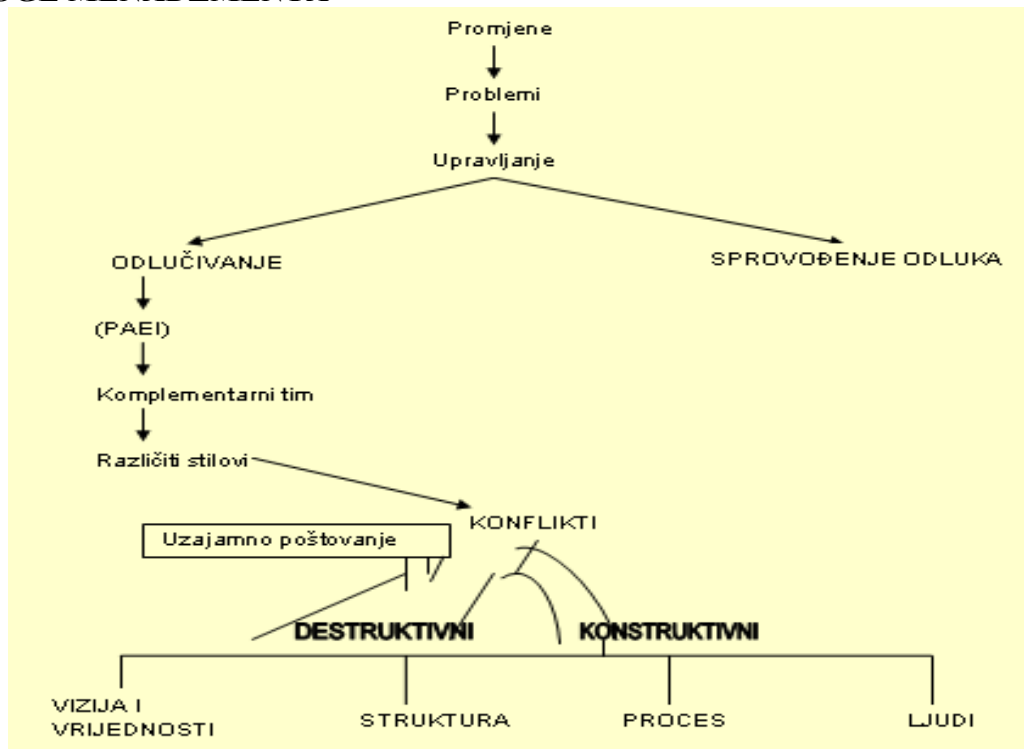 Promjene
Problemi
Upravljanje
ODLUČIVANJE
SPROVOĐENJE ODLUKA
(PAEI)
Komplementarni tim
Različiti stilovi
KONFLIKTI
Uzajamno poštovanje
DESTRUKTIVNI
KONSTRUKTIVNI
VIZIJA I
VRIJEDNOSTI
STRUKTURA
PROCES
LJUDI